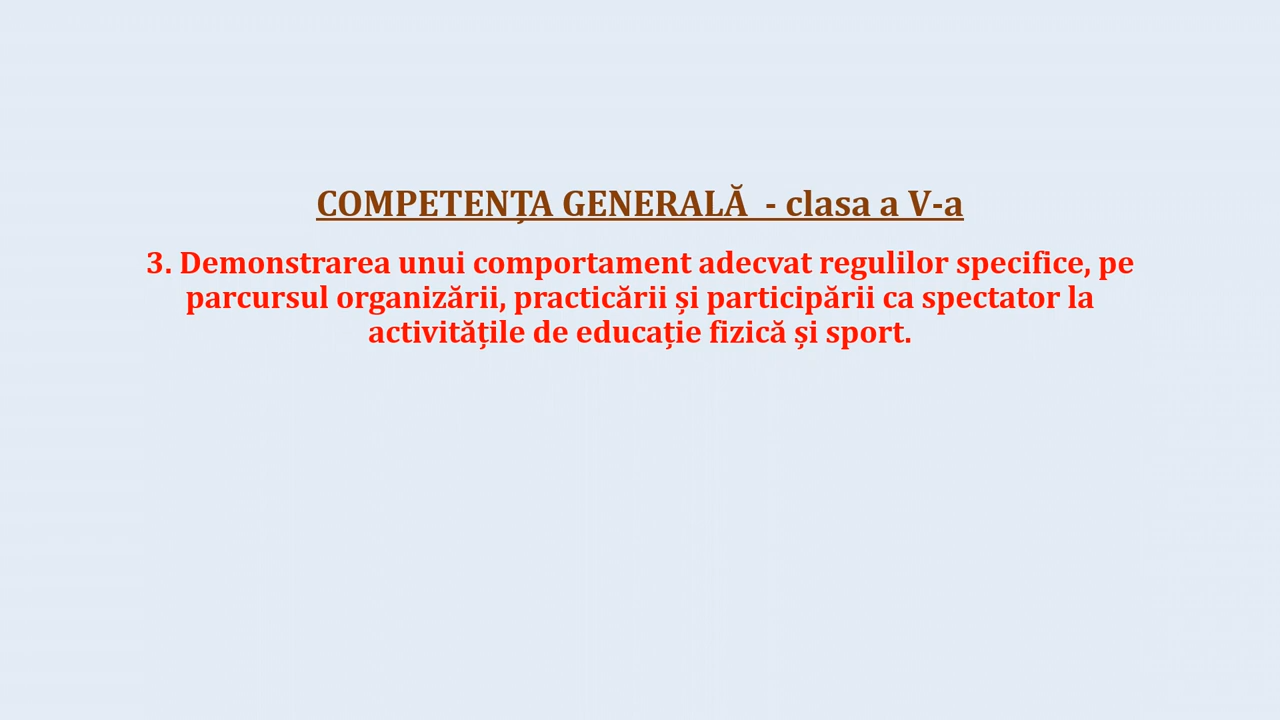 COMPETENȚA GENERALĂ - clasa a V-a
3. Demonstrarea unui comportament adecvat regulilor specifice, pe
parcursul organizării, practicării și participării ca spectator la
activitățile de educație fizică și sport.